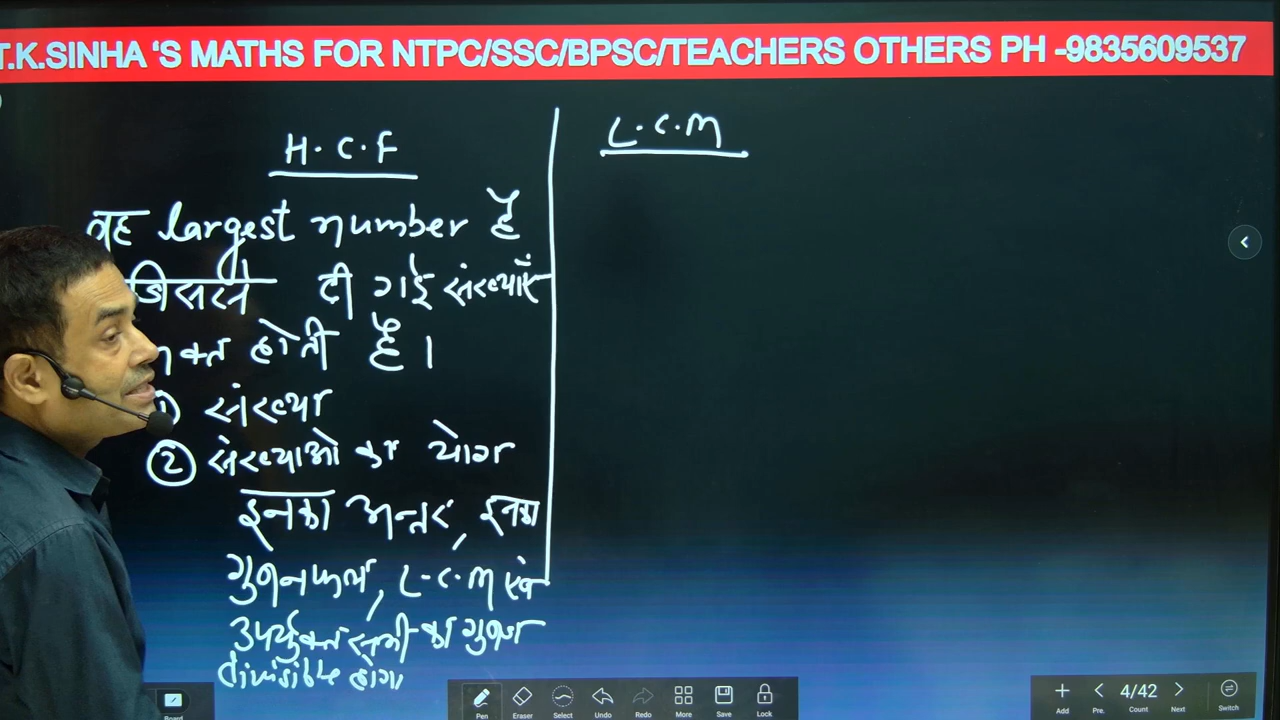 T.K.SINHA ‘S MATHS FOR NTPC/SSC/BPSC/TEACHERS OTHERS PH -9835609537
H.C.F
वह largest number है
जिससे दी गई संख्याएँ
होती है ।
① संख्या
② संख्याओ का योग
इनका अन्तर, इनका
गुणनफल, L.C.M एवं
उपर्युक्त सभी का गुणज
divisible होगा
L.C.M
Pen Eraser Select Undo Redo More Save Lock
4/42
Add Pre. Count Next Switch